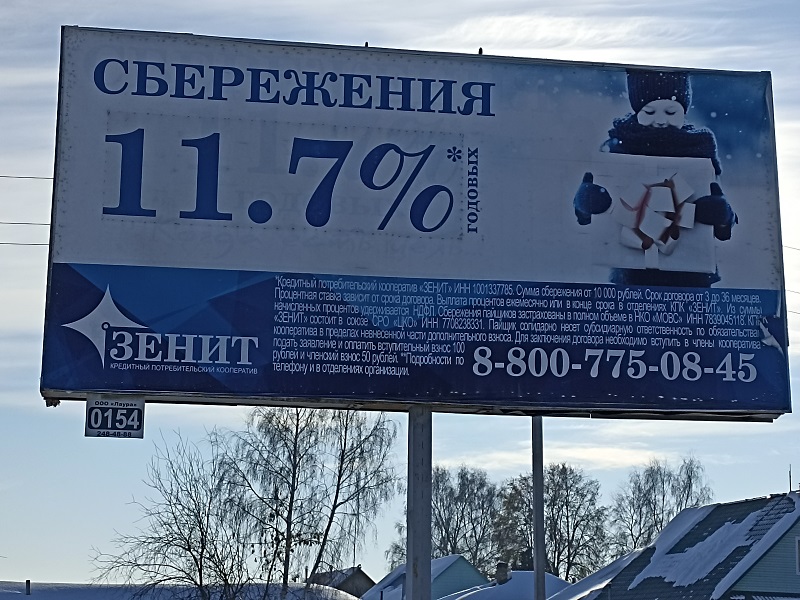 СБЕРЕЖЕНИЯ
11.7%*
годовых
*Кредитный потребительский кооператив «ЗЕНИТ» ИНН 1001337785. Сумма сбережения от 10 000 рублей. Срок договора от 3 до 36 месяцев.
Процентная ставка зависит от срока договора. Выплата процентов ежемесячно или в конце срока в отделениях КПК «ЗЕНИТ». Из суммы
начисленных процентов удерживается НДФЛ. Сбережения пайщиков застрахованы в полном объеме в НКО «МОВС» ИНН 7839045118. КПК
«ЗЕНИТ» состоит в союзе СРО «ЦКО» ИНН 7708238331. Пайщик солидарно несет субсидиарную ответственность по обязательствам
кооператива в пределах невнесенной части дополнительного взноса. Для заключения договора необходимо вступить в члены кооператива
подать заявление и оплатить вступительный взнос 100
рублей и членский взнос 50 рублей. **Подробности по
телефону и в отделениях организации.
8-800-775-08-45
ЗЕНИТ
КРЕДИТНЫЙ ПОТРЕБИТЕЛЬСКИЙ КООПЕРАТИВ
ООО «Лаура»
0154
248-48-88